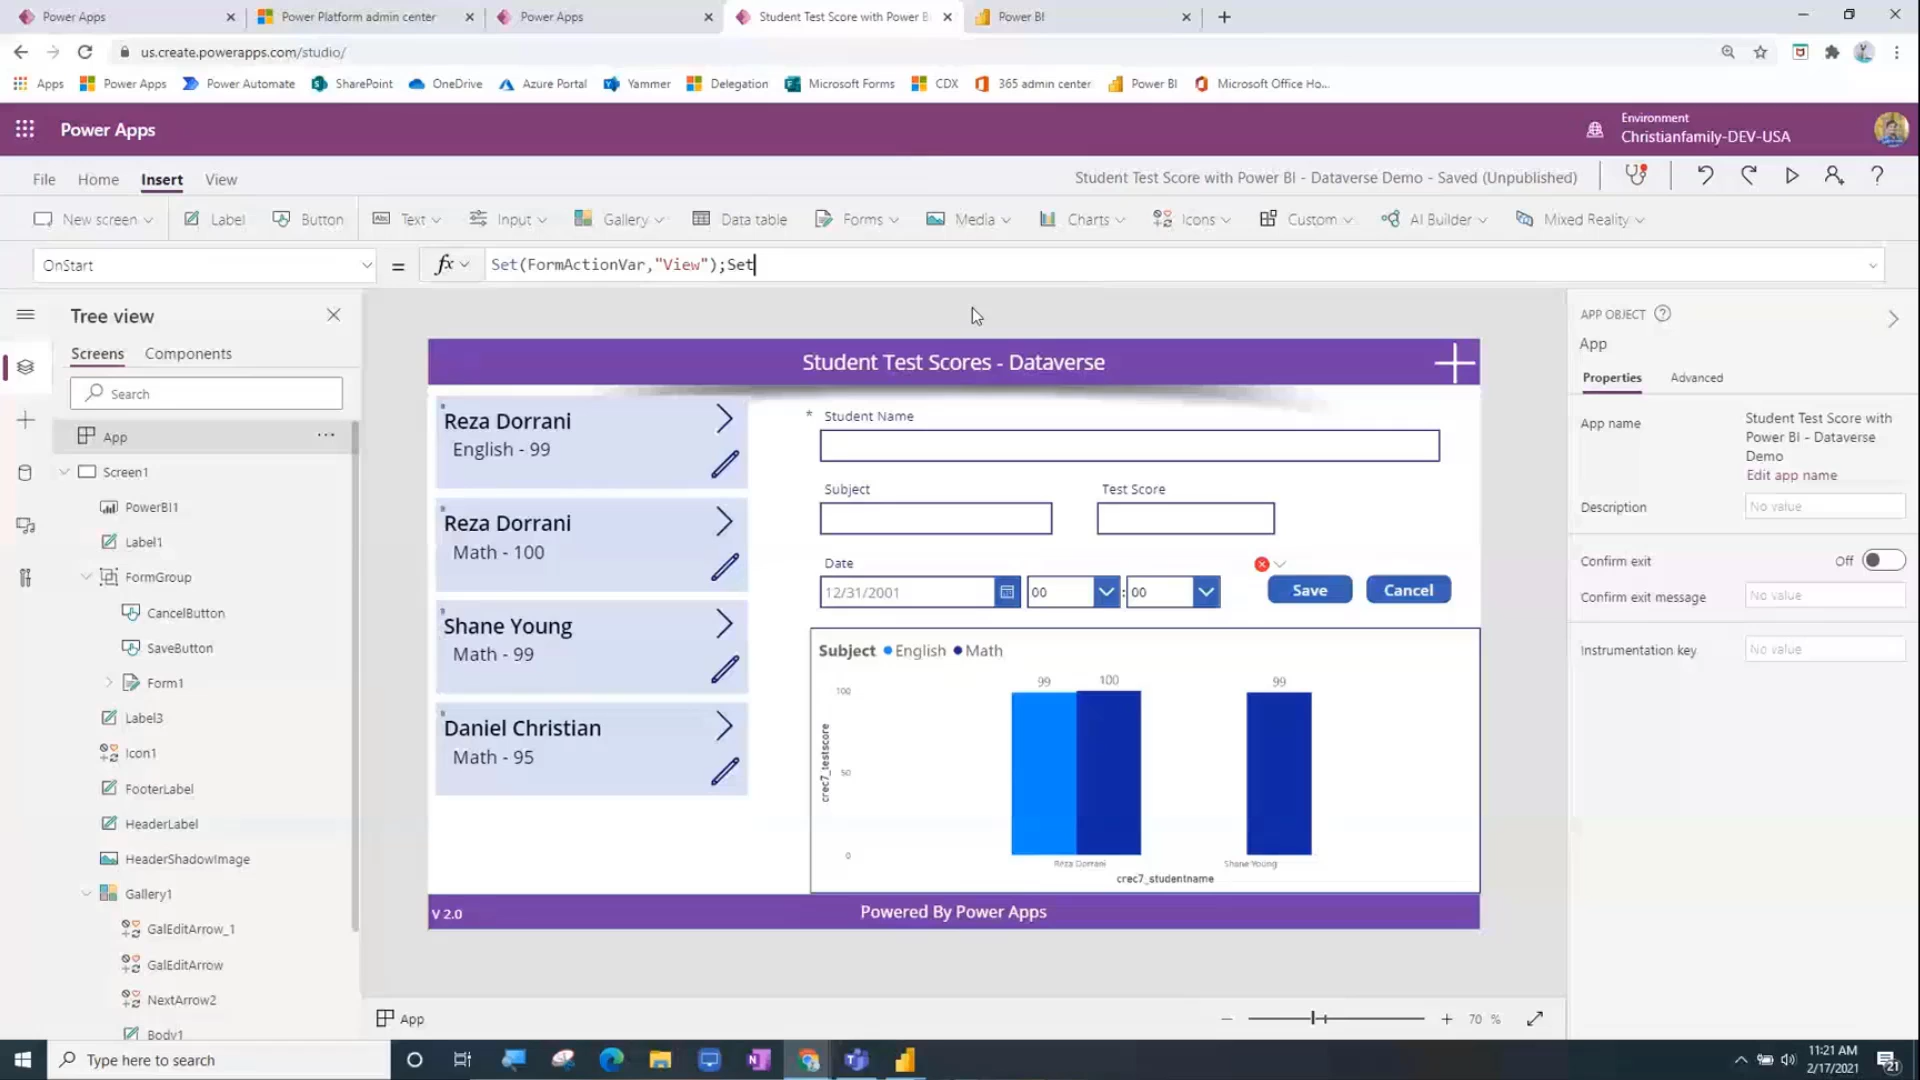 Power Apps
Power Platform admin center
Power Apps
Student Test Score with Power B
Power BI
us.create.powerapps.com/studio/
Apps
Power Apps
Power Automate
SharePoint
OneDrive
Azure Portal
Yammer
Delegation
Microsoft Forms
CDX
365 admin center
Power BI
Microsoft Office Ho...
Power Apps
Environment
Christianfamily-DEV-USA
File
Home
Insert
View
Student Test Score with Power BI - Dataverse Demo - Saved (Unpublished)
New screen
Label
Button
Text
Input
Gallery
Data table
Forms
Media
Charts
Icons
Custom
AI Builder
Mixed Reality
OnStart
=
fx
Set(FormActionVar,"View");Set
Tree view
Screens
Components
Search
App
Screen1
PowerBI1
Label1
FormGroup
CancelButton
SaveButton
Form1
Label3
Icon1
FooterLabel
HeaderLabel
HeaderShadowImage
Gallery1
GalEditArrow_1
GalEditArrow
NextArrow2
Body1
Student Test Scores - Dataverse
Reza Dorrani
English - 99
Reza Dorrani
Math - 100
Shane Young
Math - 99
Daniel Christian
Math - 95
* Student Name
Subject
Test Score
Date
12/31/2001
00
:
00
Save
Cancel
Subject
English
Math
99
100
99
100
50
0
crec7_testscore
Reza Dorrani
Shane Young
crec7_studentname
V 2.0
Powered By Power Apps
App
70 %
APP OBJECT
App
Properties
Advanced
App name
Student Test Score with
Power BI - Dataverse
Demo
Edit app name
Description
No value
Confirm exit
Off
Confirm exit message
No value
Instrumentation key
No value
Type here to search
11:21 AM
2/17/2021
21